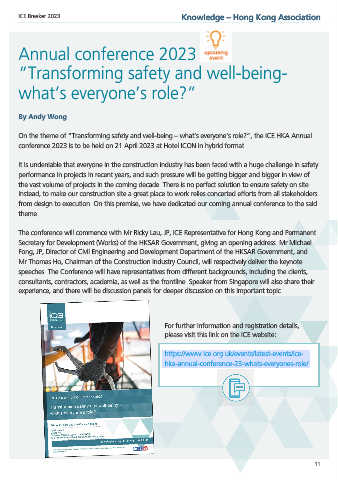 ICE Breaker 2023
Knowledge – Hong Kong Association
Annual conference 2023
upcoming
event
“Transforming safety and well-being-
what’s everyone’s role?”
By Andy Wong
On the theme of “Transforming safety and well-being – what’s everyone’s role?”, the ICE HKA Annual
conference 2023 is to be held on 21 April 2023 at Hotel ICON in hybrid format
It is undeniable that everyone in the construction industry has been faced with a huge challenge in safety
performance in projects in recent years, and such pressure will be getting bigger and bigger in view of
the vast volume of projects in the coming decade There is no perfect solution to ensure safety on site
Instead, to make our construction site a great place to work relies concerted efforts from all stakeholders
from design to execution On this premise, we have dedicated our coming annual conference to the said
theme
The conference will commence with Mr Ricky Lau, JP, ICE Representative for Hong Kong and Permanent
Secretary for Development (Works) of the HKSAR Government, giving an opening address Mr Michael
Fong, JP, Director of Civil Engineering and Development Department of the HKSAR Government, and
Mr Thomas Ho, Chairman of the Construction Industry Council, will respectively deliver the keynote
speeches The Conference will have representatives from different backgrounds, including the clients,
consultants, contractors, academia, as well as the frontline Speaker from Singapore will also share their
experience, and there will be discussion panels for deeper discussion on this important topic
ice
For further information and registration details,
please visit this link on the ICE website:
https://www.ice.org.uk/events/latest-events/ice-
hka-annual-conference-23-whats-everyones-role/
11